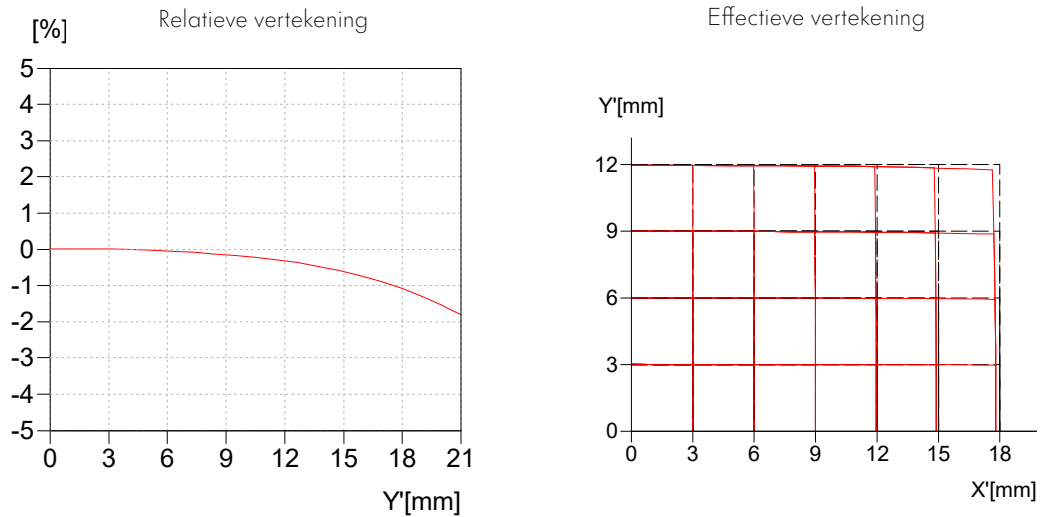 Relatieve vertekening
[%]
5
4
3
2
1
0
-1
-2
-3
-4
-5
0 3 6 9 12 15 18 21
Y'[mm]
Effectieve vertekening
Y'[mm]
12
9
6
3
0
0 3 6 9 12 15 18
X'[mm]